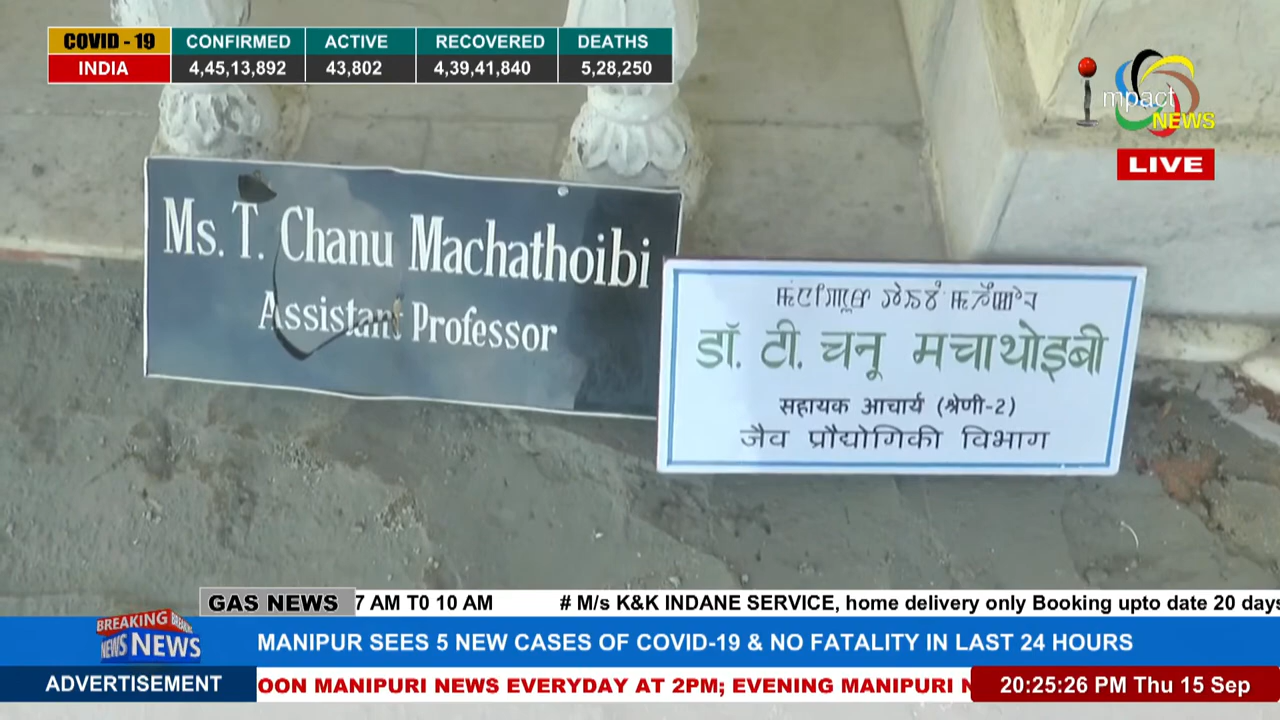 COVID - 19 CONFIRMED ACTIVE RECOVERED DEATHS
INDIA 4,45,13,892 43,802 4,39,41,840 5,28,250
impact
NEWS
LIVE
Ms. T. Chanu Machathoibi
Assistant Professor
डॉ. टी. चनू मचाथोइबी
सहायक आचार्य (श्रेणी-2)
जैव प्रौद्योगिकी विभाग
GAS NEWS 7 AM T0 10 AM # M/s K&K INDANE SERVICE, home delivery only Booking upto date 20 days
BREAKING BREAKING
NEWS NEWS MANIPUR SEES 5 NEW CASES OF COVID-19 & NO FATALITY IN LAST 24 HOURS
ADVERTISEMENT OON MANIPURI NEWS EVERYDAY AT 2PM; EVENING MANIPURI 20:25:26 PM Thu 15 Sep